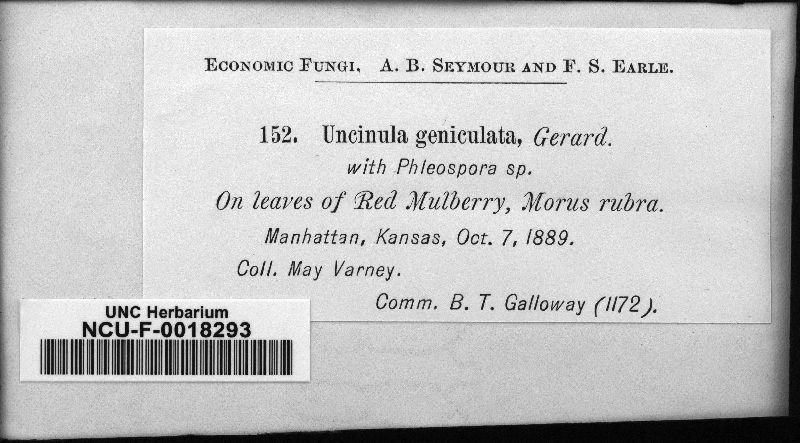 Economic Fungi, A. B. Seymour and F. S. Earle.
152. Uncinula geniculata, Gerard.
with Phleospora sp.
On leaves of Red Mulberry, Morus rubra.
Manhattan, Kansas, Oct. 7, 1889.
Coll. May Varney.
Comm. B. T. Galloway (1172).
UNC Herbarium
NCU-F-0018293